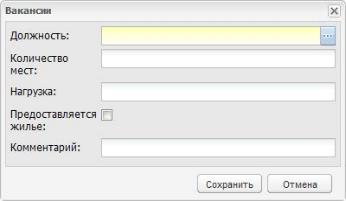 Вакансии
Должность:
Количество
мест:
Нагрузка:
Предоставляется
жилье:
Комментарий:
Сохранить Отмена